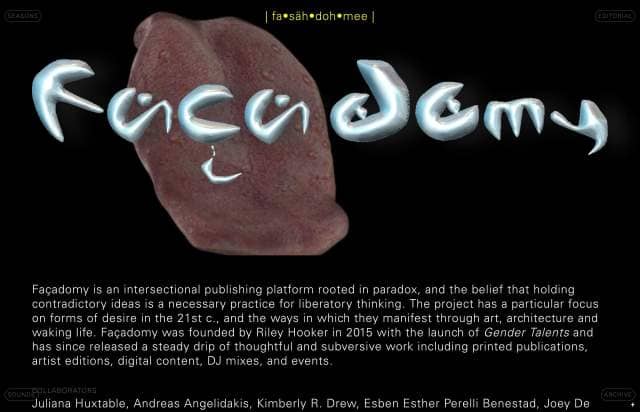 SEASONS
| fa•säh•doh•mee |
EDITORIAL
Façadomy
Façadomy is an intersectional publishing platform rooted in paradox, and the belief that holding
contradictory ideas is a necessary practice for liberatory thinking. The project has a particular focus
on forms of desire in the 21st c., and the ways in which they manifest through art, architecture and
waking life. Façadomy was founded by Riley Hooker in 2015 with the launch of Gender Talents and
has since released a steady drip of thoughtful and subversive work including printed publications,
artist editions, digital content, DJ mixes, and events.
COLLABORATORS
SOUND
ARCHIVE
Juliana Huxtable, Andreas Angelidakis, Kimberly R. Drew, Esben Esther Perelli Benestad, Joey De